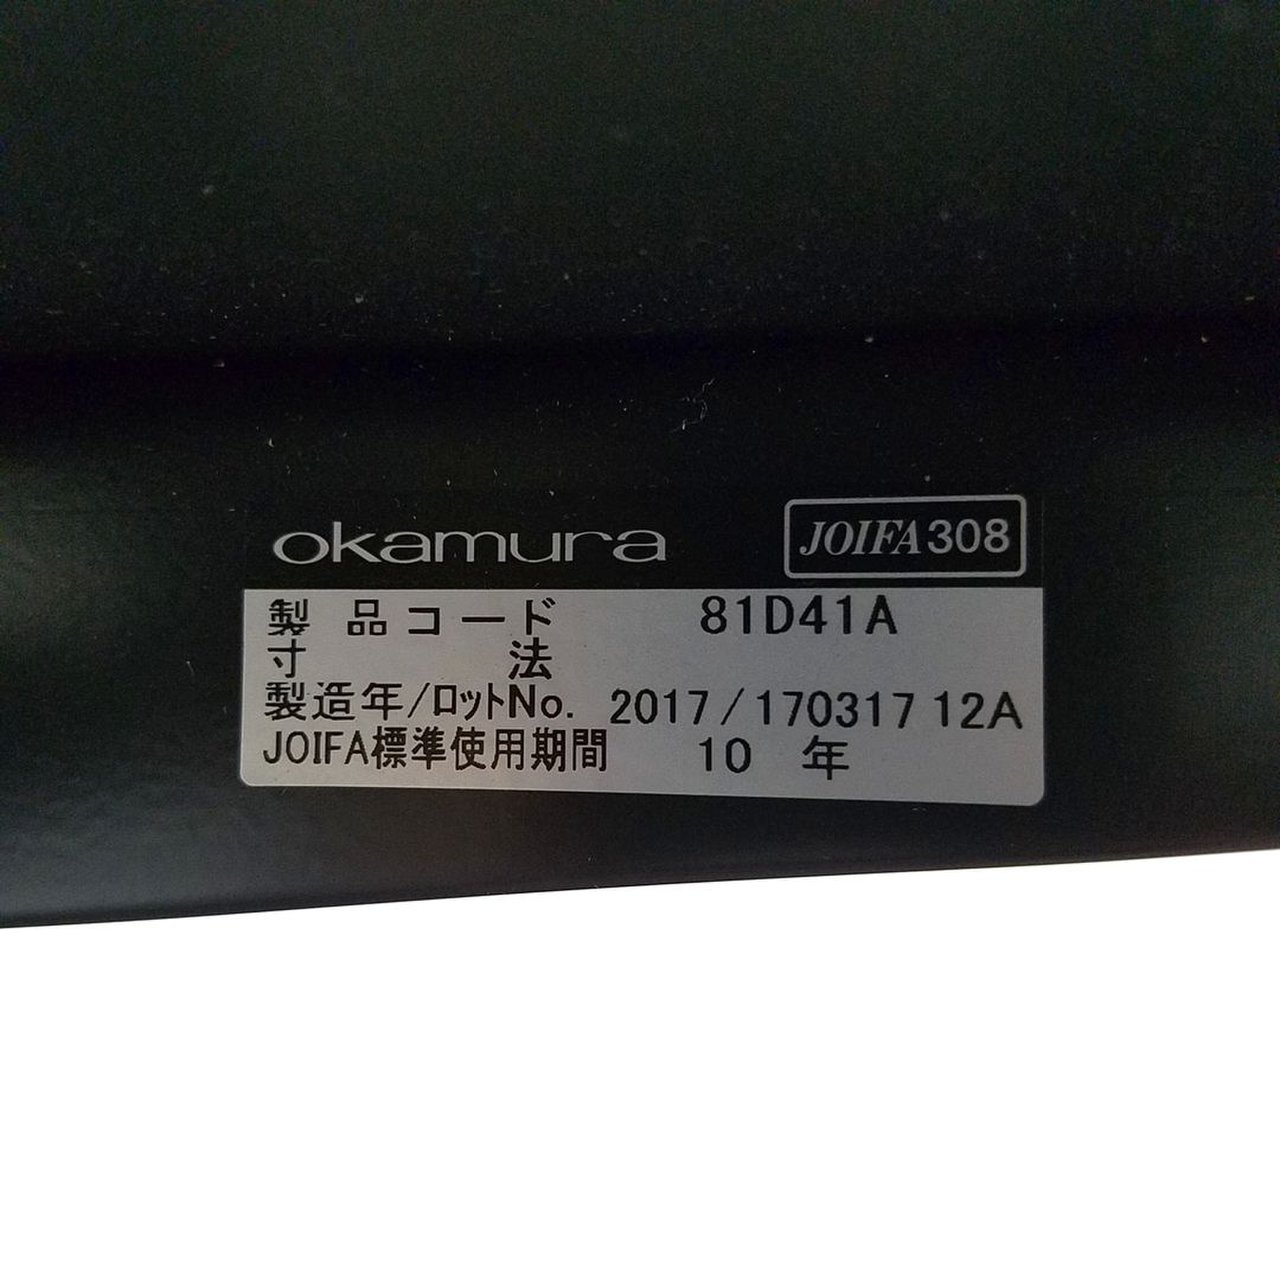 okamura JOIFA308
製品コード 81D41A
寸法
製造年/ロットNo. 2017/170317 12A
JOIFA標準使用期間 10 年